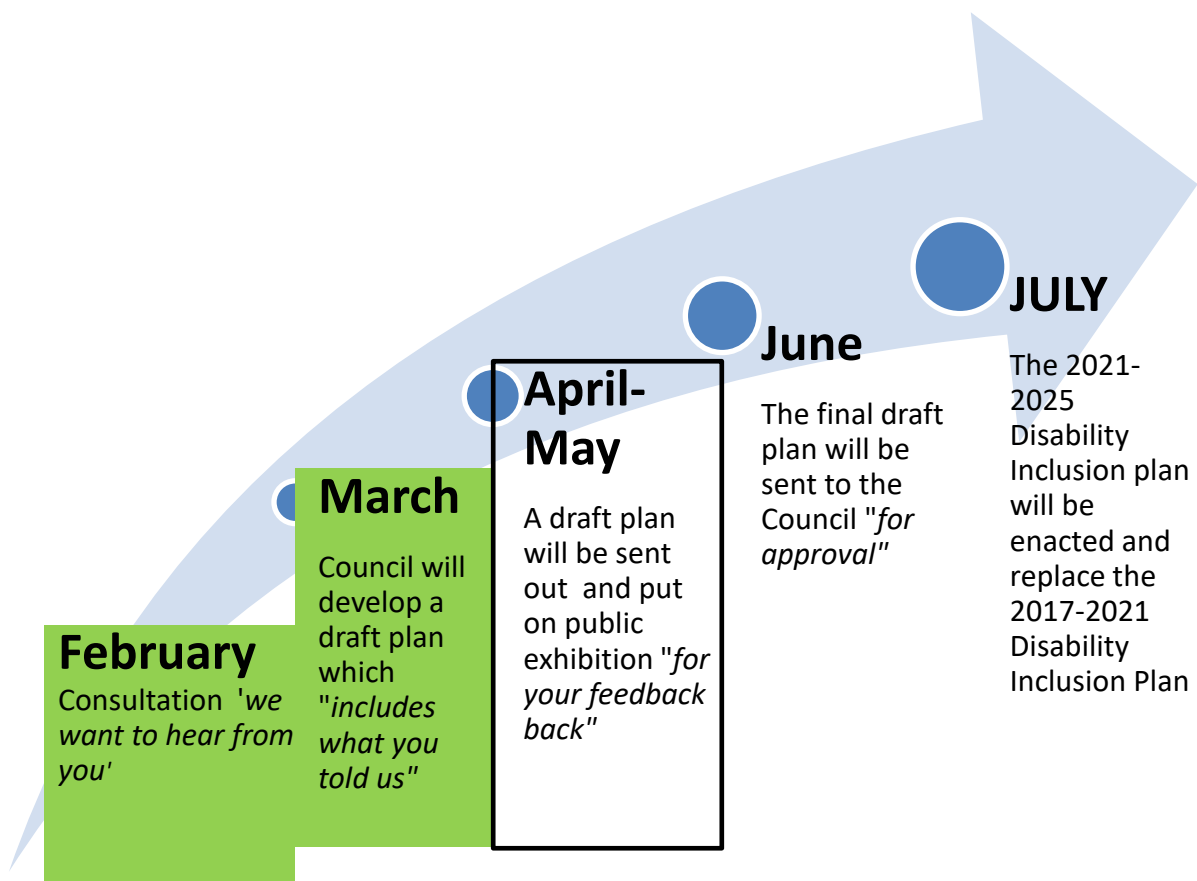 February
Consultation 'we
want to hear from
you'
March
Council will
develop a
draft plan
which
"includes
what you
told us"
April-
May
A draft plan
will be sent
out and put
on public
exhibition "for
your feedback
back"
June
The final draft
plan will be
sent to the
Council "for
approval"
JULY
The 2021-
2025
Disability
Inclusion plan
will be
enacted and
replace the
2017-2021
Disability
Inclusion Plan